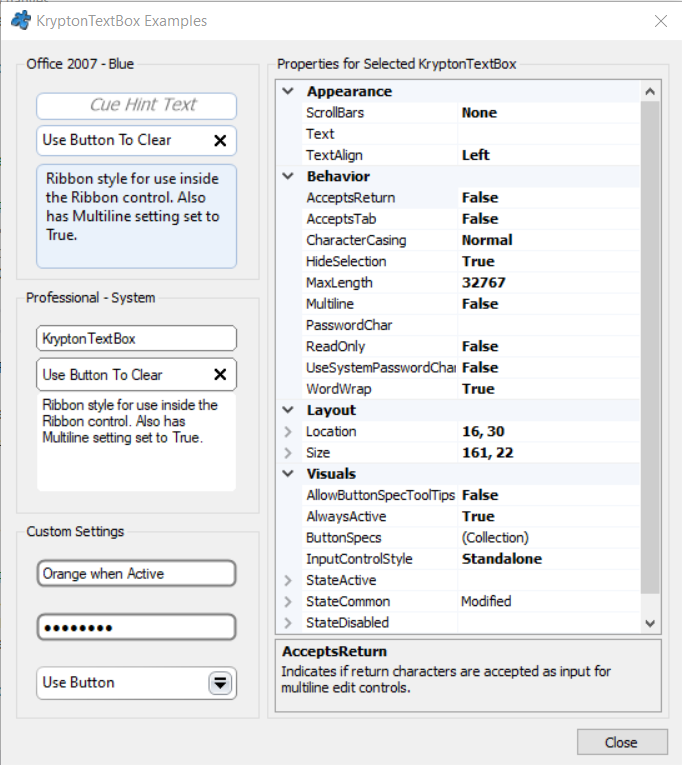 KryptonTextBox Examples
Office 2007 - Blue
Cue Hint Text
Use Button To Clear
Ribbon style for use inside
the Ribbon control. Also
has Multiline setting set to
True.
Professional - System
KryptonTextBox
Use Button To Clear
Ribbon style for use inside the
Ribbon control. Also has
Multiline setting set to True.
Custom Settings
Orange when Active
●●●●●●●●
Use Button
Properties for Selected KryptonTextBox
Appearance
ScrollBars None
Text
TextAlign Left
Behavior
AcceptsReturn False
AcceptsTab False
CharacterCasing Normal
HideSelection True
MaxLength 32767
Multiline False
PasswordChar
ReadOnly False
UseSystemPasswordChar False
WordWrap True
Layout
Location 16, 30
Size 161, 22
Visuals
AllowButtonSpecToolTips False
AlwaysActive True
ButtonSpecs (Collection)
InputControlStyle Standalone
StateActive
StateCommon Modified
StateDisabled
AcceptsReturn
Indicates if return characters are accepted as input for
multiline edit controls.
Close